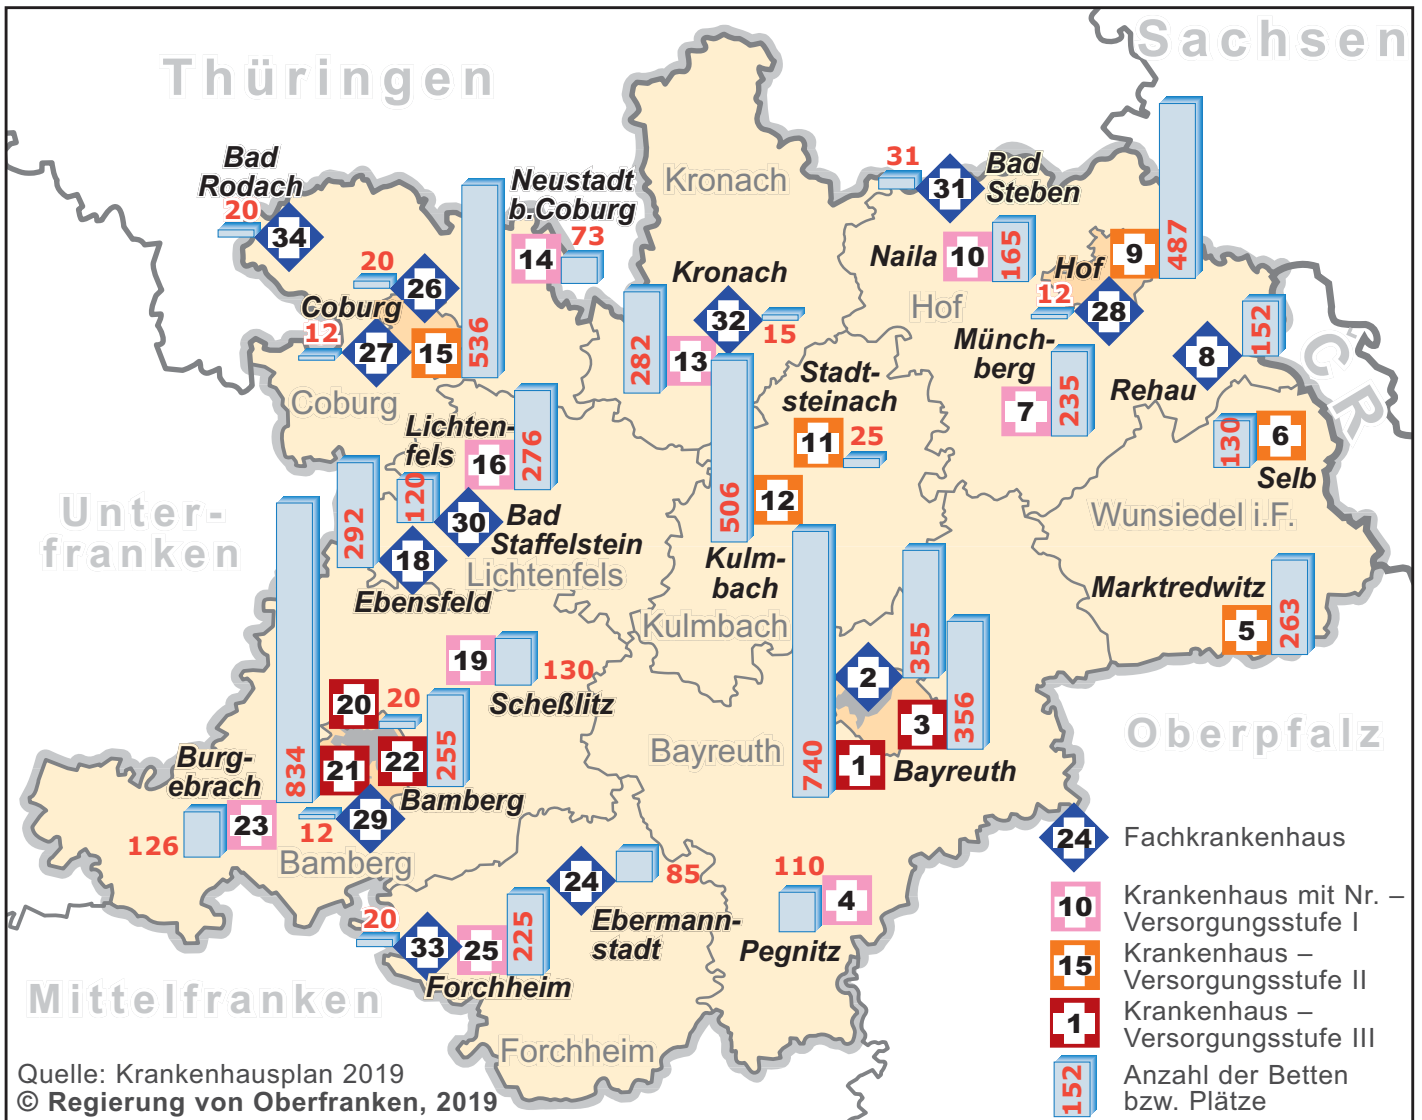 Thüringen
Sachsen
Bad
Rodach
20
34
Neustadt
b.Coburg
73
14
20
26
Coburg
12
27
15
536
Coburg
Kronach
Kronach
32
15
282
13
31
31
Bad
Steben
Naila
10
165
Hof
9
487
12
28
Hof
Münch-
berg
7
235
Rehau
8
152
ČR
130
6
Selb
Wunsiedel i.F.
Stadt-
steinach
11
25
Lichten-
fels
16
276
506
12
Kulm-
bach
Kulmbach
Unter-
franken
292
120
30
Bad
Staffelstein
18
Ebensfeld
Lichtenfels
Marktredwitz
5
263
Oberpfalz
19
130
Scheßlitz
834
20
20
21
22
255
Bamberg
Burg-
ebrach
126
23
12
29
Bamberg
Bayreuth
740
1
2
355
3
356
Bayreuth
24
85
Ebermann-
stadt
110
4
Pegnitz
20
33
25
225
Forchheim
Forchheim
Mittelfranken
24
Fachkrankenhaus
10
Krankenhaus mit Nr. –
Versorgungsstufe I
15
Krankenhaus –
Versorgungsstufe II
1
Krankenhaus –
Versorgungsstufe III
152
Anzahl der Betten
bzw. Plätze
Quelle: Krankenhausplan 2019
© Regierung von Oberfranken, 2019